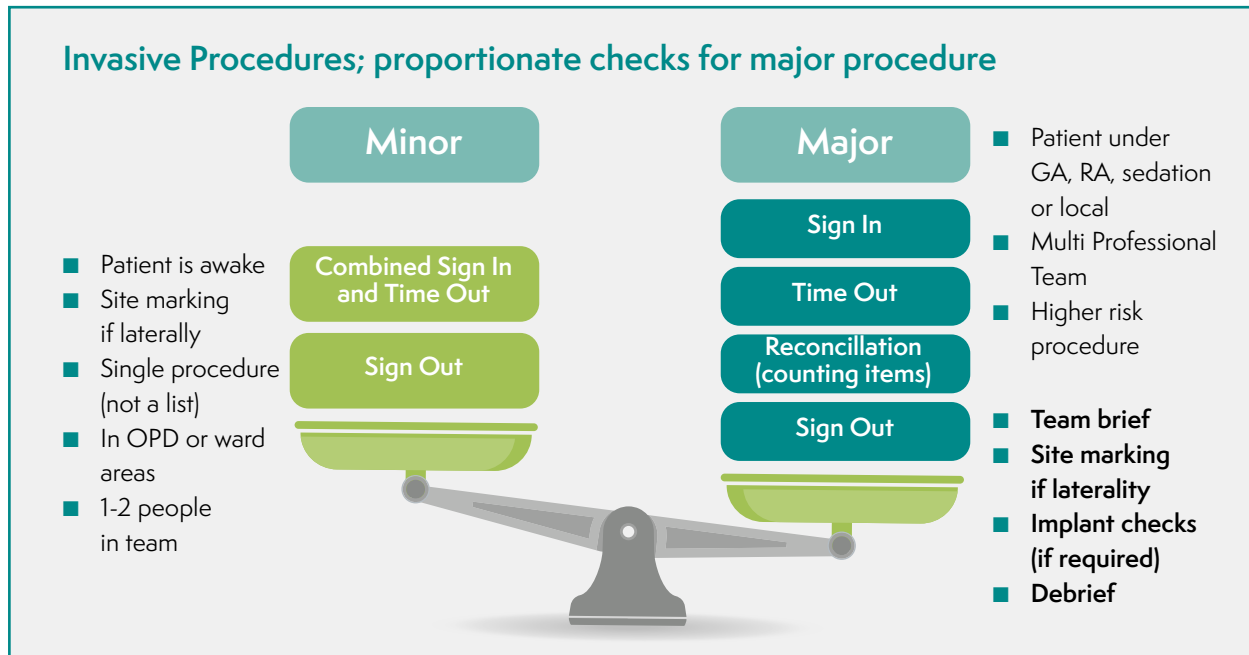 Invasive Procedures; proportionate checks for major procedure
Minor
Combined Sign In
and Time Out
Sign Out
■ Patient is awake
■ Site marking
if laterally
■ Single procedure
(not a list)
■ In OPD or ward
areas
■ 1-2 people
in team
Major
Sign In
Time Out
Reconcillation
(counting items)
Sign Out
■ Patient under
GA, RA, sedation
or local
■ Multi Professional
Team
■ Higher risk
procedure
■ Team brief
■ Site marking
if laterality
■ Implant checks
(if required)
■ Debrief